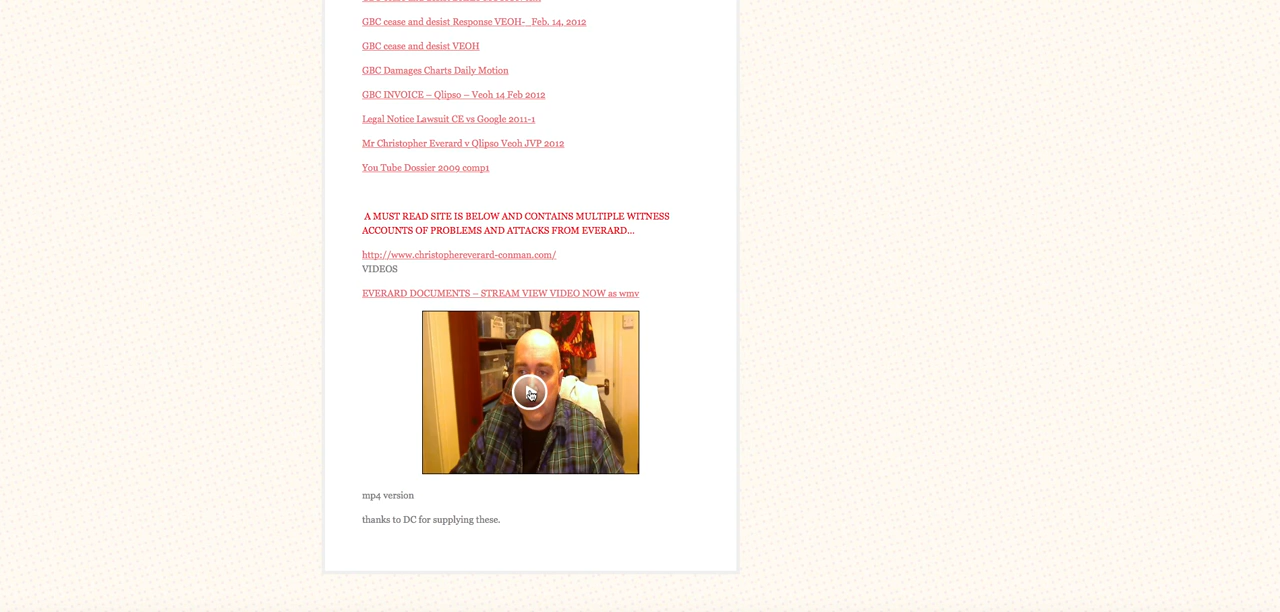 GBC cease and desist Response VEOH-_Feb, 14, 2012
GBC cease and desist VEOH
GBC Damages Charts Daily Motion
GBC INVOICE – Qlipso – Veoh 14 Feb 2012
Legal Notice Lawsuit CE vs Google 2011-1
Mr Christopher Everard v Qlipso Veoh JVP 2012
You Tube Dossier 2009 comp1
A MUST READ SITE IS BELOW AND CONTAINS MULTIPLE WITNESS
ACCOUNTS OF PROBLEMS AND ATTACKS FROM EVERARD...
http://www.christophereverard-conman.com/
VIDEOS
EVERARD DOCUMENTS – STREAM VIEW VIDEO NOW as wmv
mp4 version
thanks to DC for supplying these.